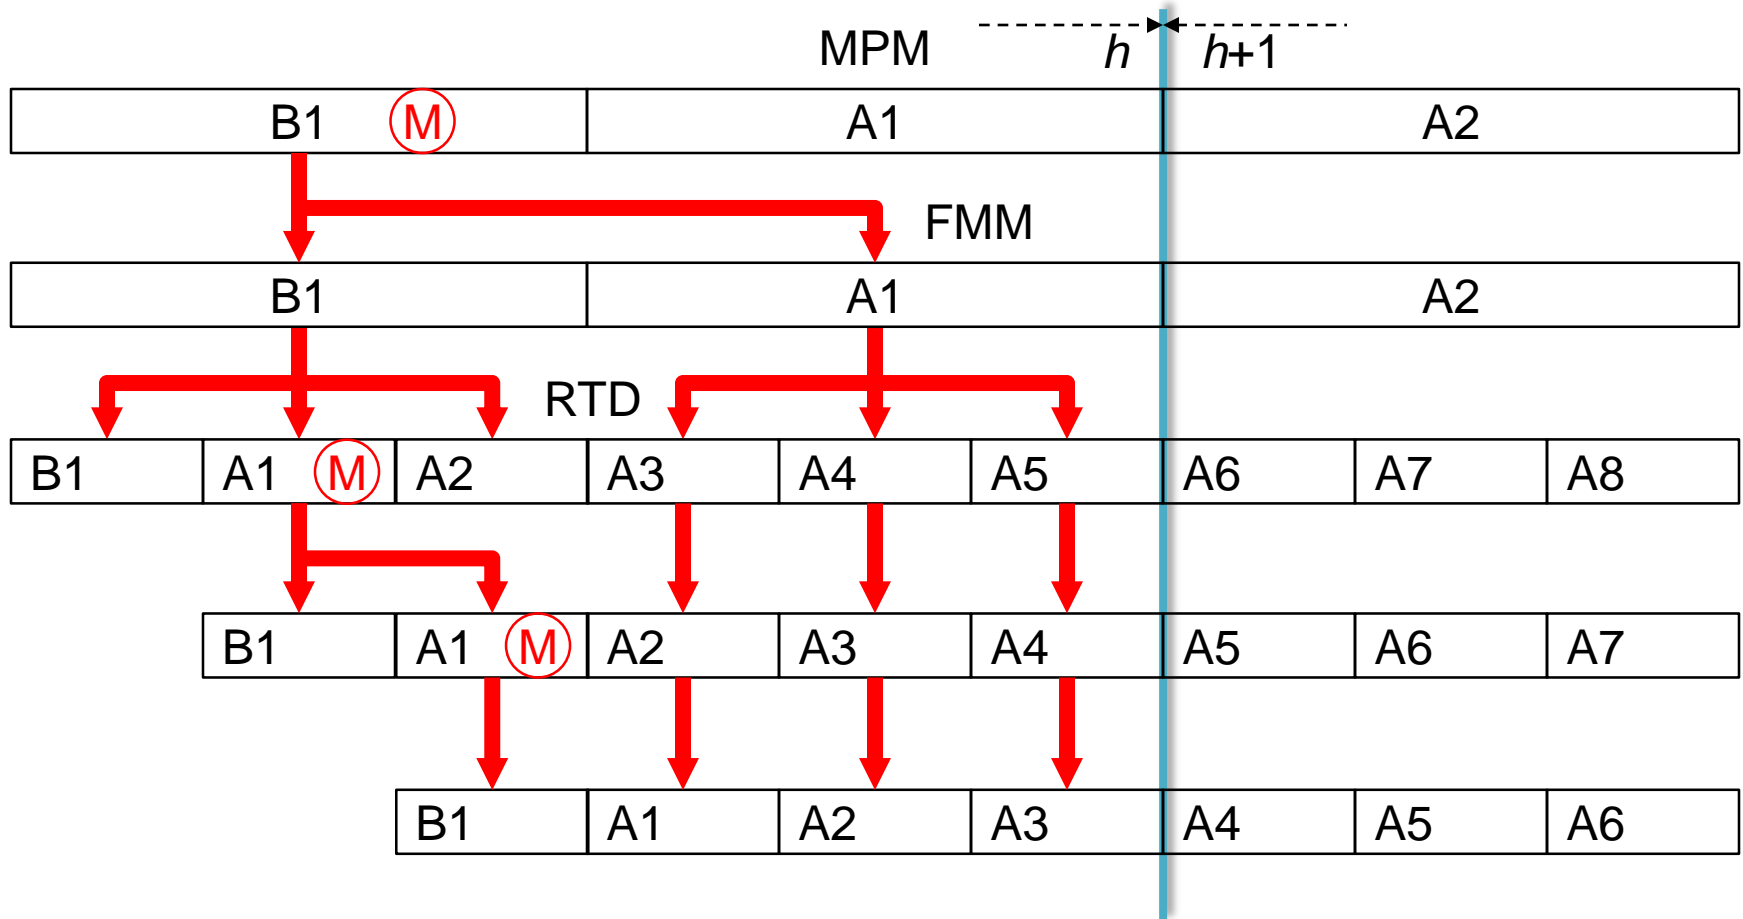 MPM h h+1
B1 M A1 A2
FMM
B1 A1 A2
RTD
B1 A1 M A2 A3 A4 A5 A6 A7 A8
B1 A1 M A2 A3 A4 A5 A6 A7
B1 A1 A2 A3 A4 A5 A6